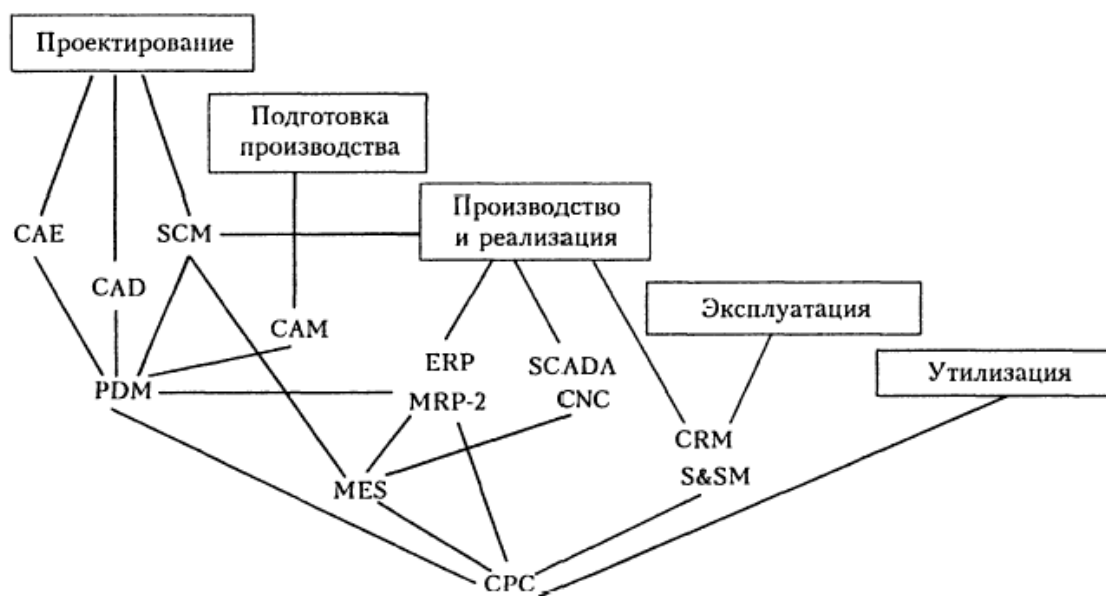 Проектирование
Подготовка
производства
Производство
и реализация
CAE
SCM
CAD
Эксплуатация
CAM
ERP
SCADA
Утилизация
PDM
MRP-2
CNC
CRM
S&SM
MES
CPC